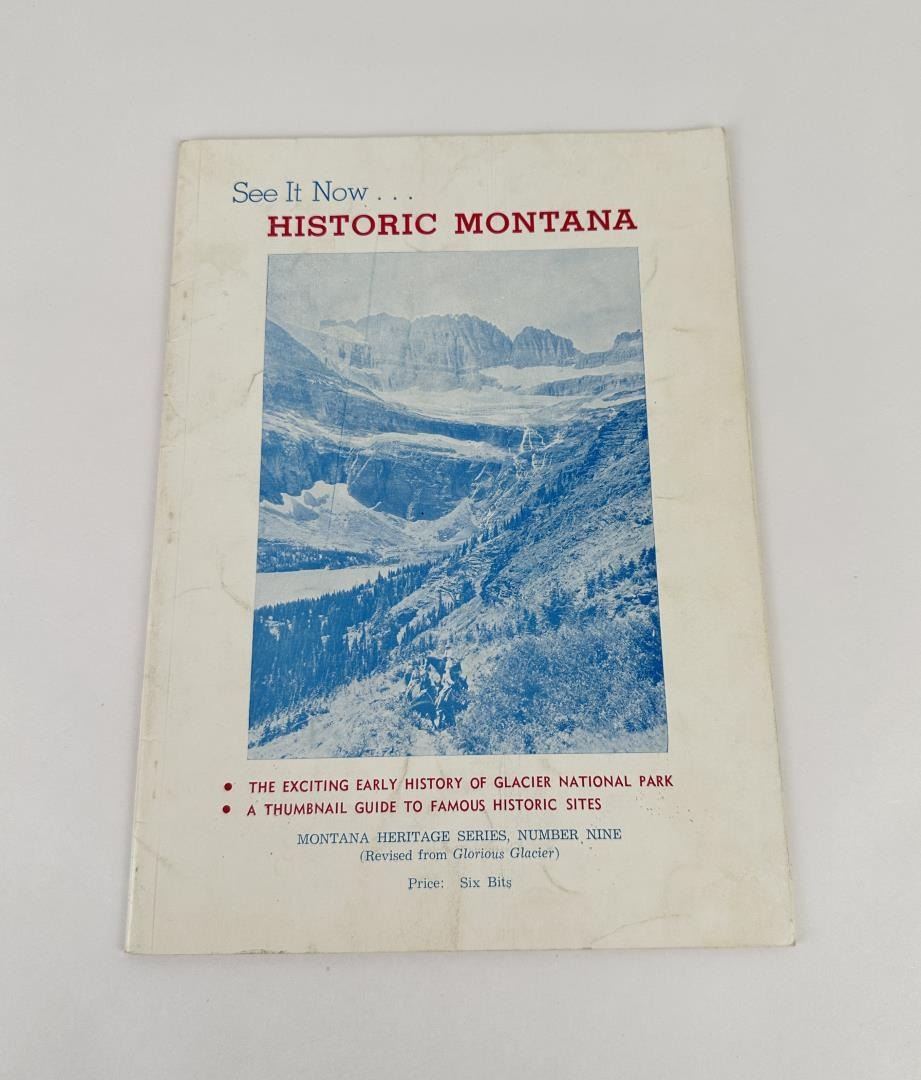 See It Now . . .
HISTORIC MONTANA
• THE EXCITING EARLY HISTORY OF GLACIER NATIONAL PARK
• A THUMBNAIL GUIDE TO FAMOUS HISTORIC SITES
MONTANA HERITAGE SERIES, NUMBER NINE
(Revised from Glorious Glacier)
Price: Six Bits